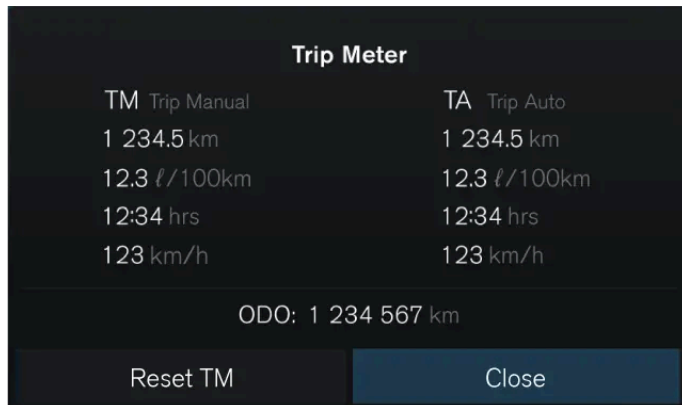 Trip Meter
TM Trip Manual
TA Trip Auto
1 234.5 km
1 234.5 km
12.3 ℓ/100km
12.3 ℓ/100km
12:34 hrs
12:34 hrs
123 km/h
123 km/h
ODO: 1 234 567 km
Reset TM
Close